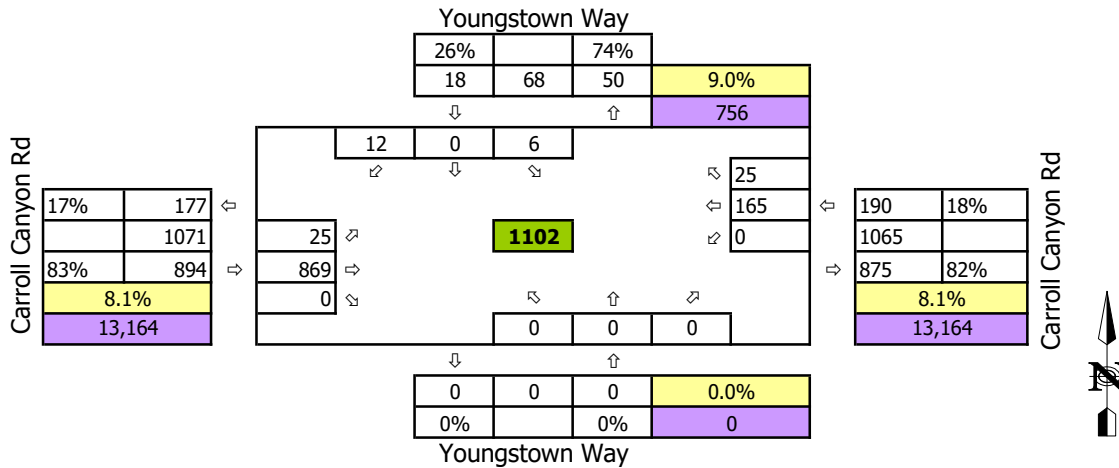 Youngstown Way
26% 74%
18 68 50 9.0%
⇩ ⇧ 756
12 0 6
⬃ ⇩ ⬂
Carroll Canyon Rd
17% 177 ⇦
1071
83% 894 ⇨
8.1%
13,164
25 ⬀
869 ⇨
0 ⬂
1102
⬁ 25
⇦ 165
⬃ 0
⇦ 190 18%
1065
⇨ 875 82%
8.1%
13,164
Carroll Canyon Rd
⬁ ⇧ ⬀
0 0 0
⇩ ⇧
0 0 0 0.0%
0% 0% 0
Youngstown Way
N